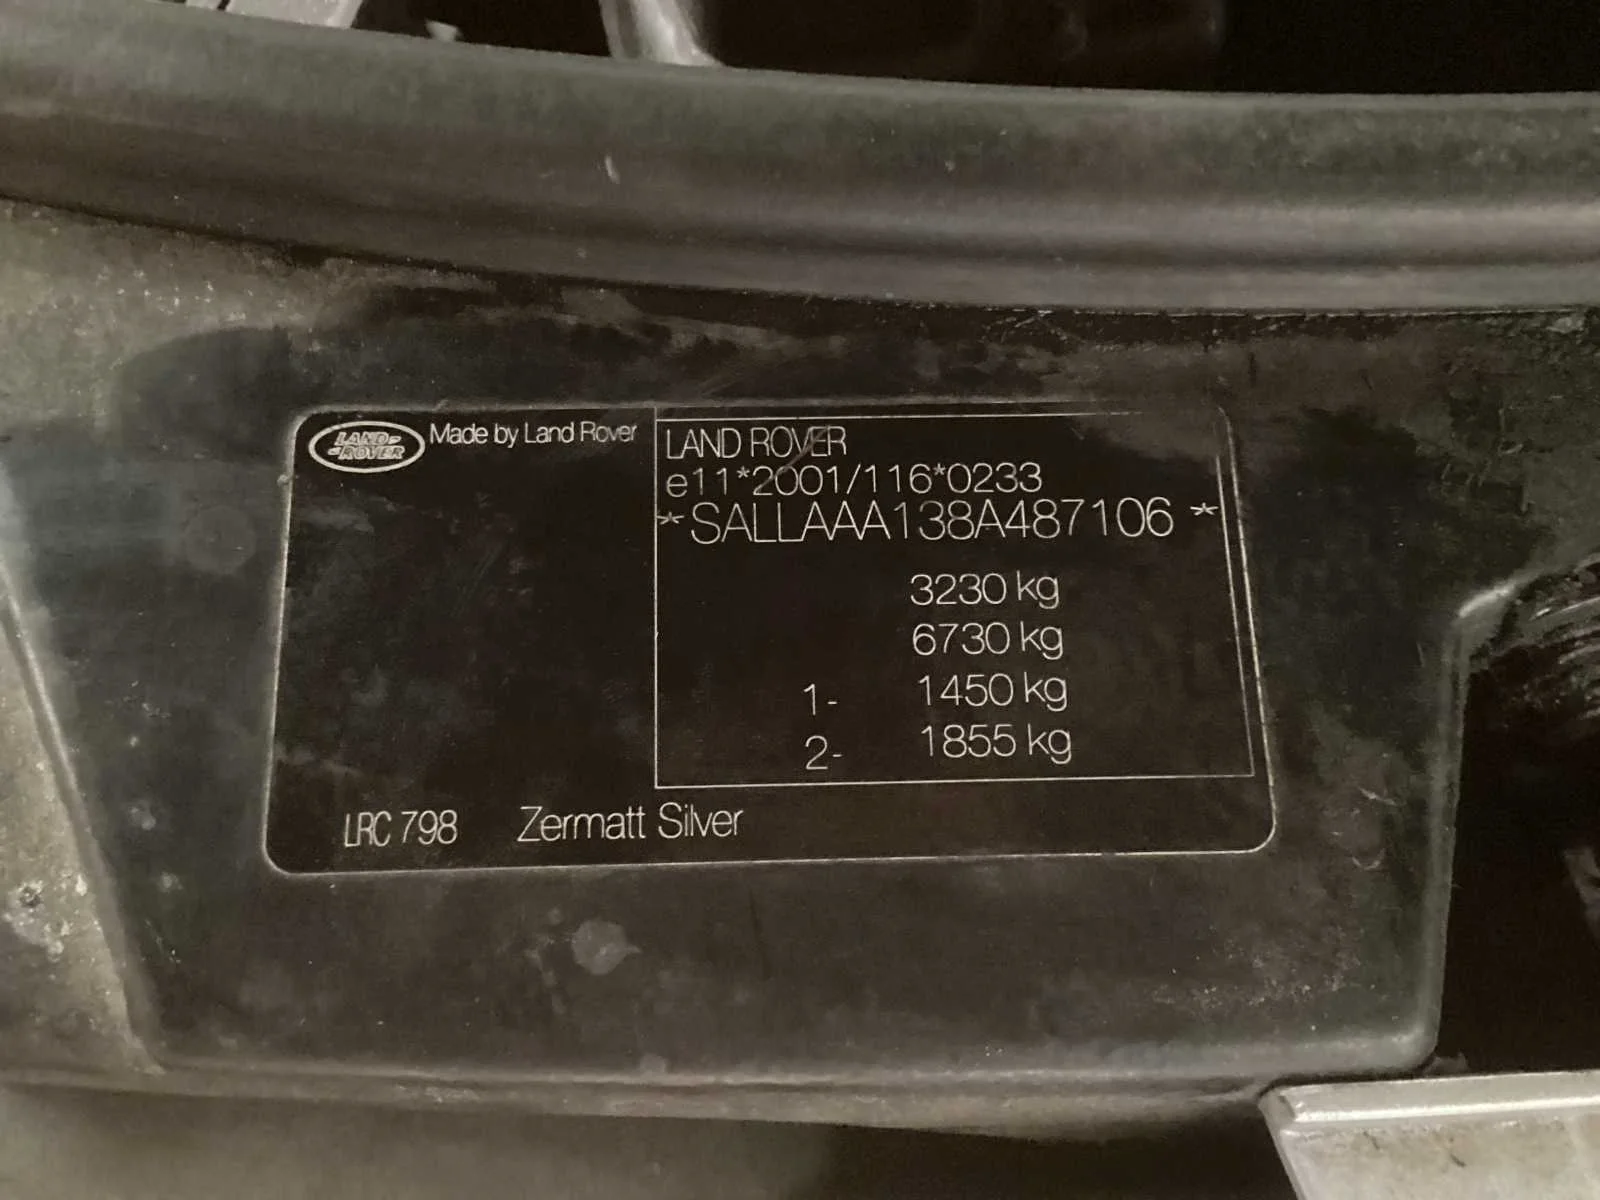 LAND-
-ROVER
Made by Land Rover
LAND ROVER
e11*2001/116*0233
*SALLAAA138A487106*
3230 kg
6730 kg
1- 1450 kg
2- 1855 kg
LRC 798 Zermatt Silver